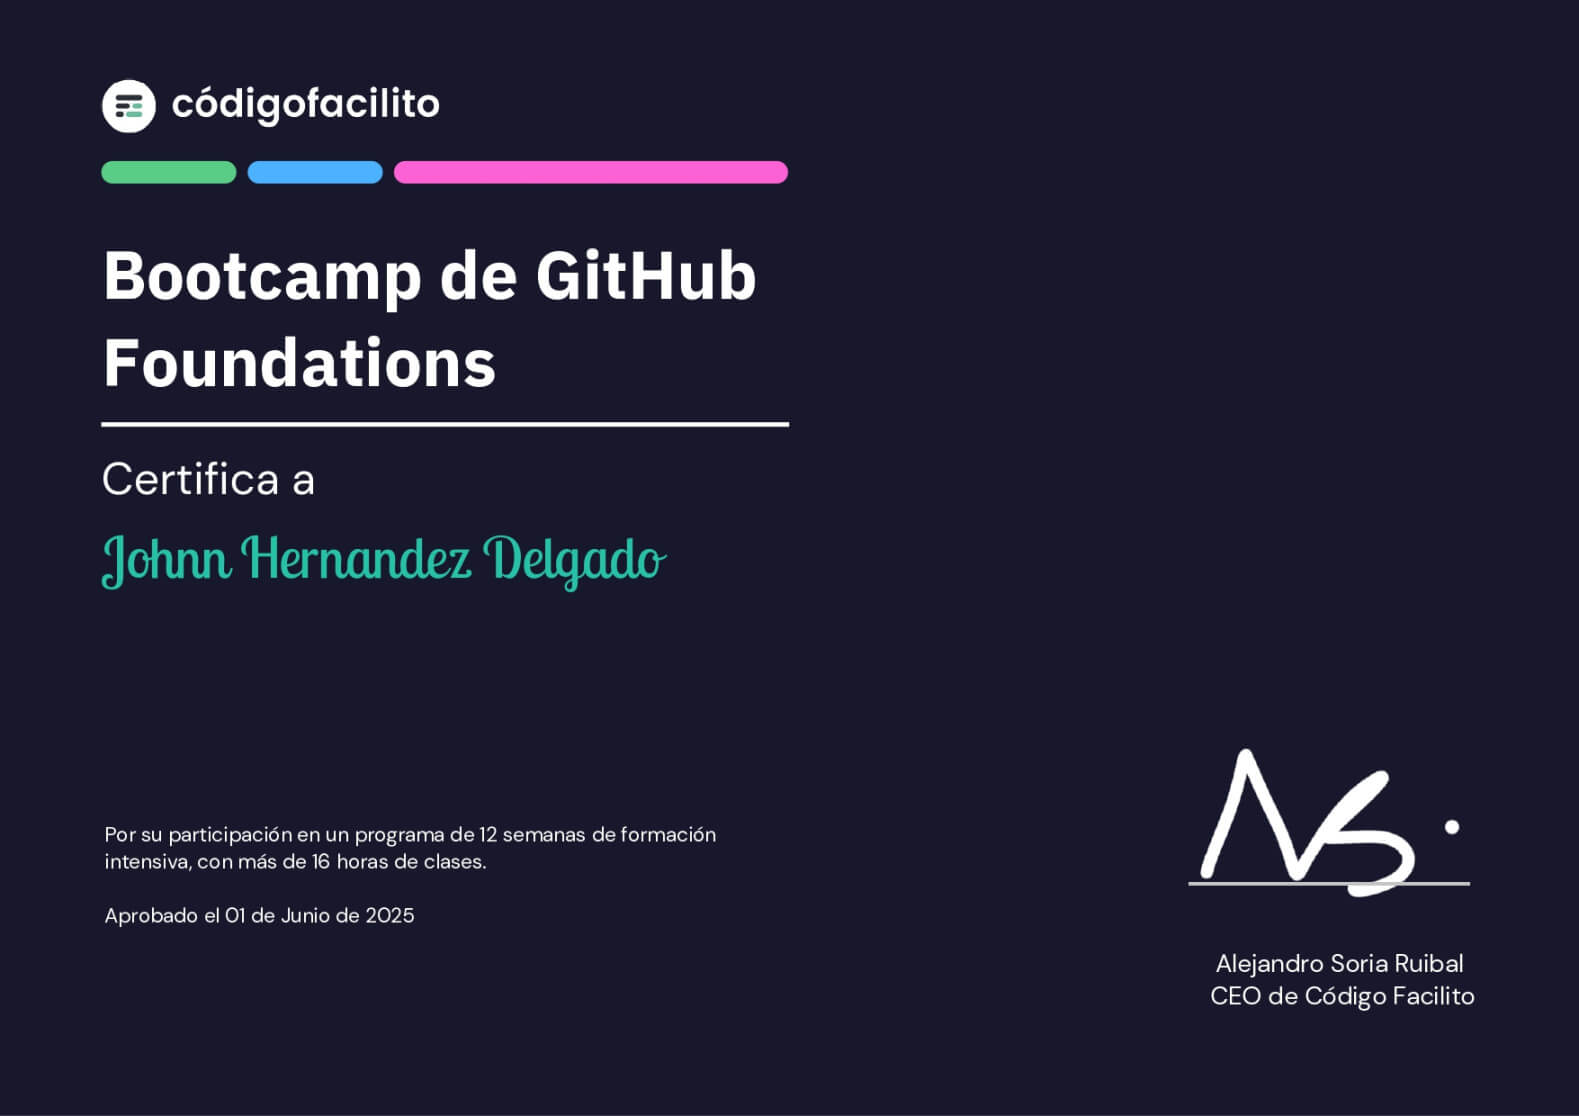 códigofacilito
Bootcamp de GitHub
Foundations
Certifica a
Johnn Hernandez Delgado
Por su participación en un programa de 12 semanas de formación
intensiva, con más de 16 horas de clases.
Aprobado el 01 de Junio de 2025
Alejandro Soria Ruibal
CEO de Código Facilito